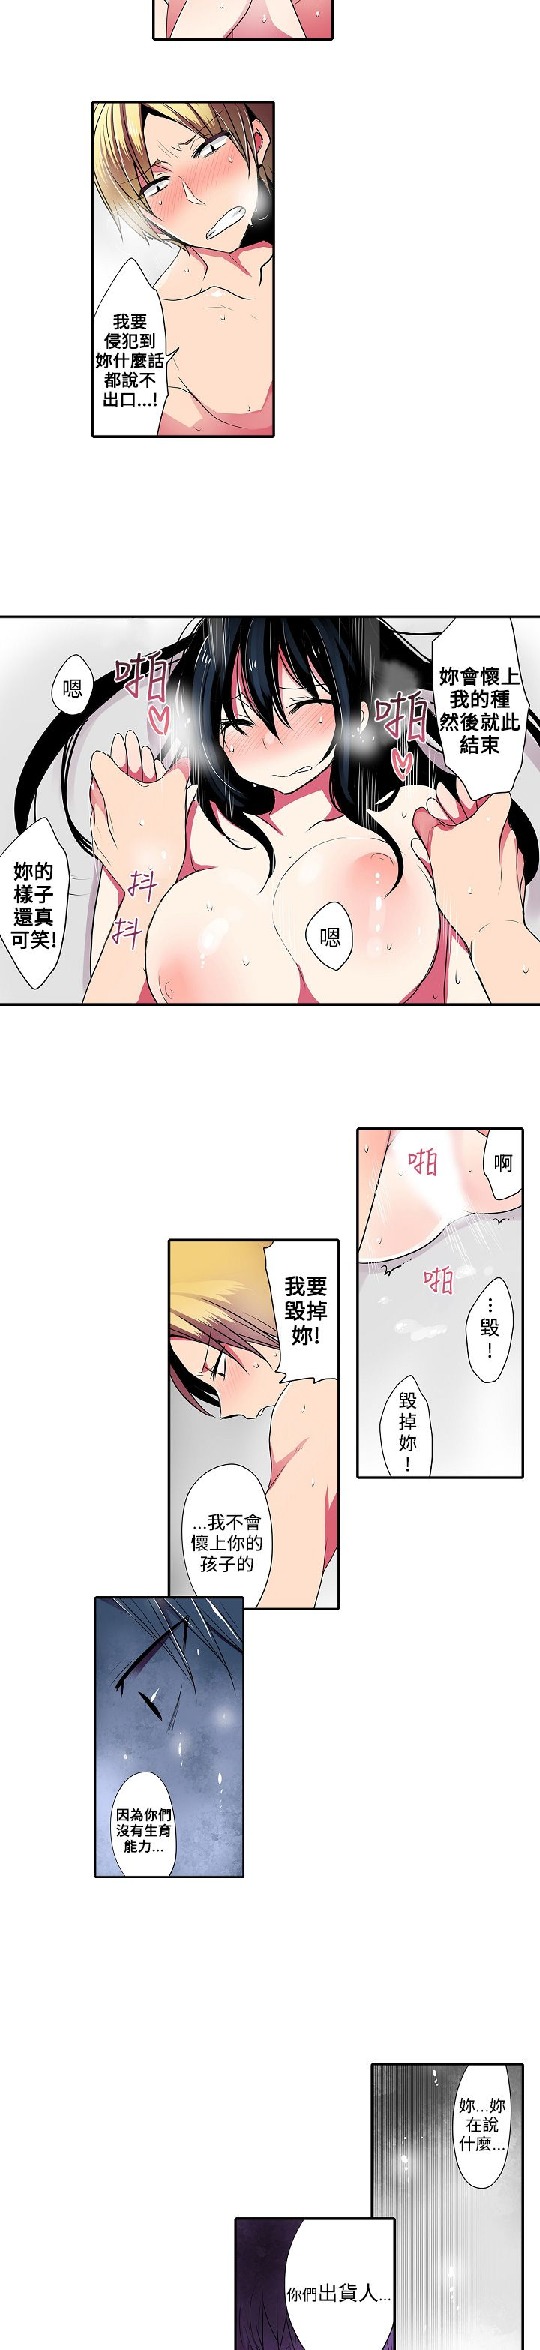 我要
侵犯到
妳什麼話
都說不
出口...!
妳會懷上
我的種
然後就此
結束
嗯
啪
啪
妳的
樣子還真
可笑!
抖
抖
嗯
啊
啪
啪
…毀!
毀掉妳!
我要
毀掉
妳!
...我不會
懷上你的
孩子的
因為你們
沒有生育
能力...
妳...妳
在說
什麼...
你們出貨人...